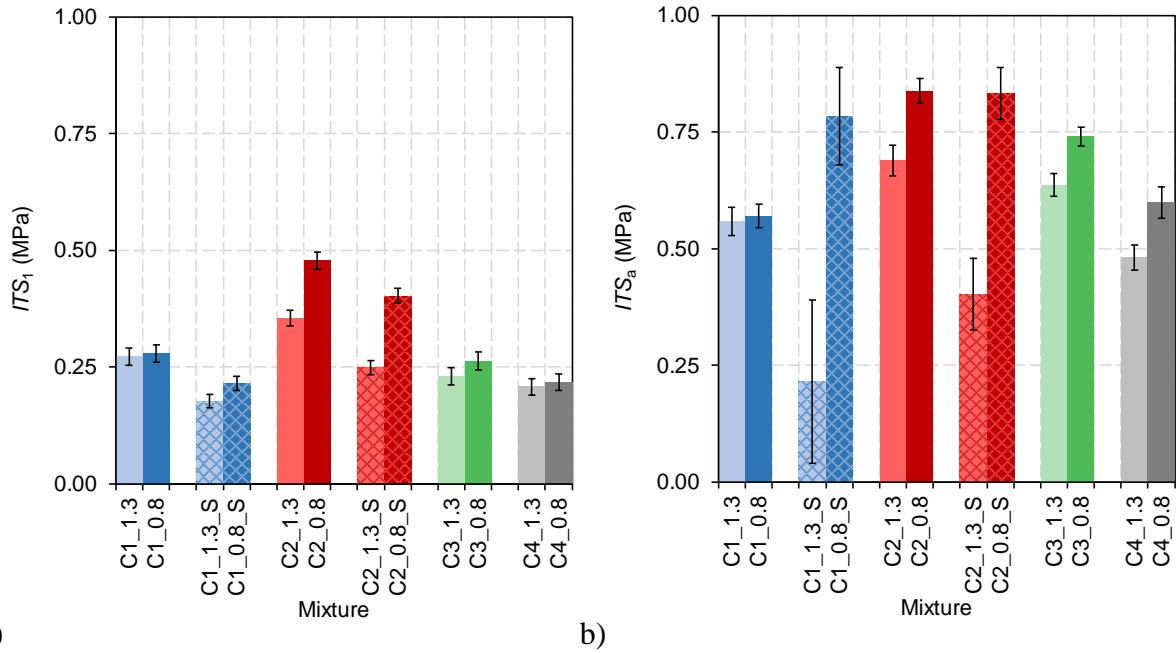 1.00
0.75
0.50
0.25
0.00
ITS1 (MPa)
C1_1.3
C1_0.8
C1_1.3_S
C1_0.8_S
C2_1.3
C2_0.8
C2_1.3_S
C2_0.8_S
C3_1.3
C3_0.8
C4_1.3
C4_0.8
Mixture
)
1.00
0.75
0.50
0.25
0.00
ITSa (MPa)
C1_1.3
C1_0.8
C1_1.3_S
C1_0.8_S
C2_1.3
C2_0.8
C2_1.3_S
C2_0.8_S
C3_1.3
C3_0.8
C4_1.3
C4_0.8
Mixture
b)